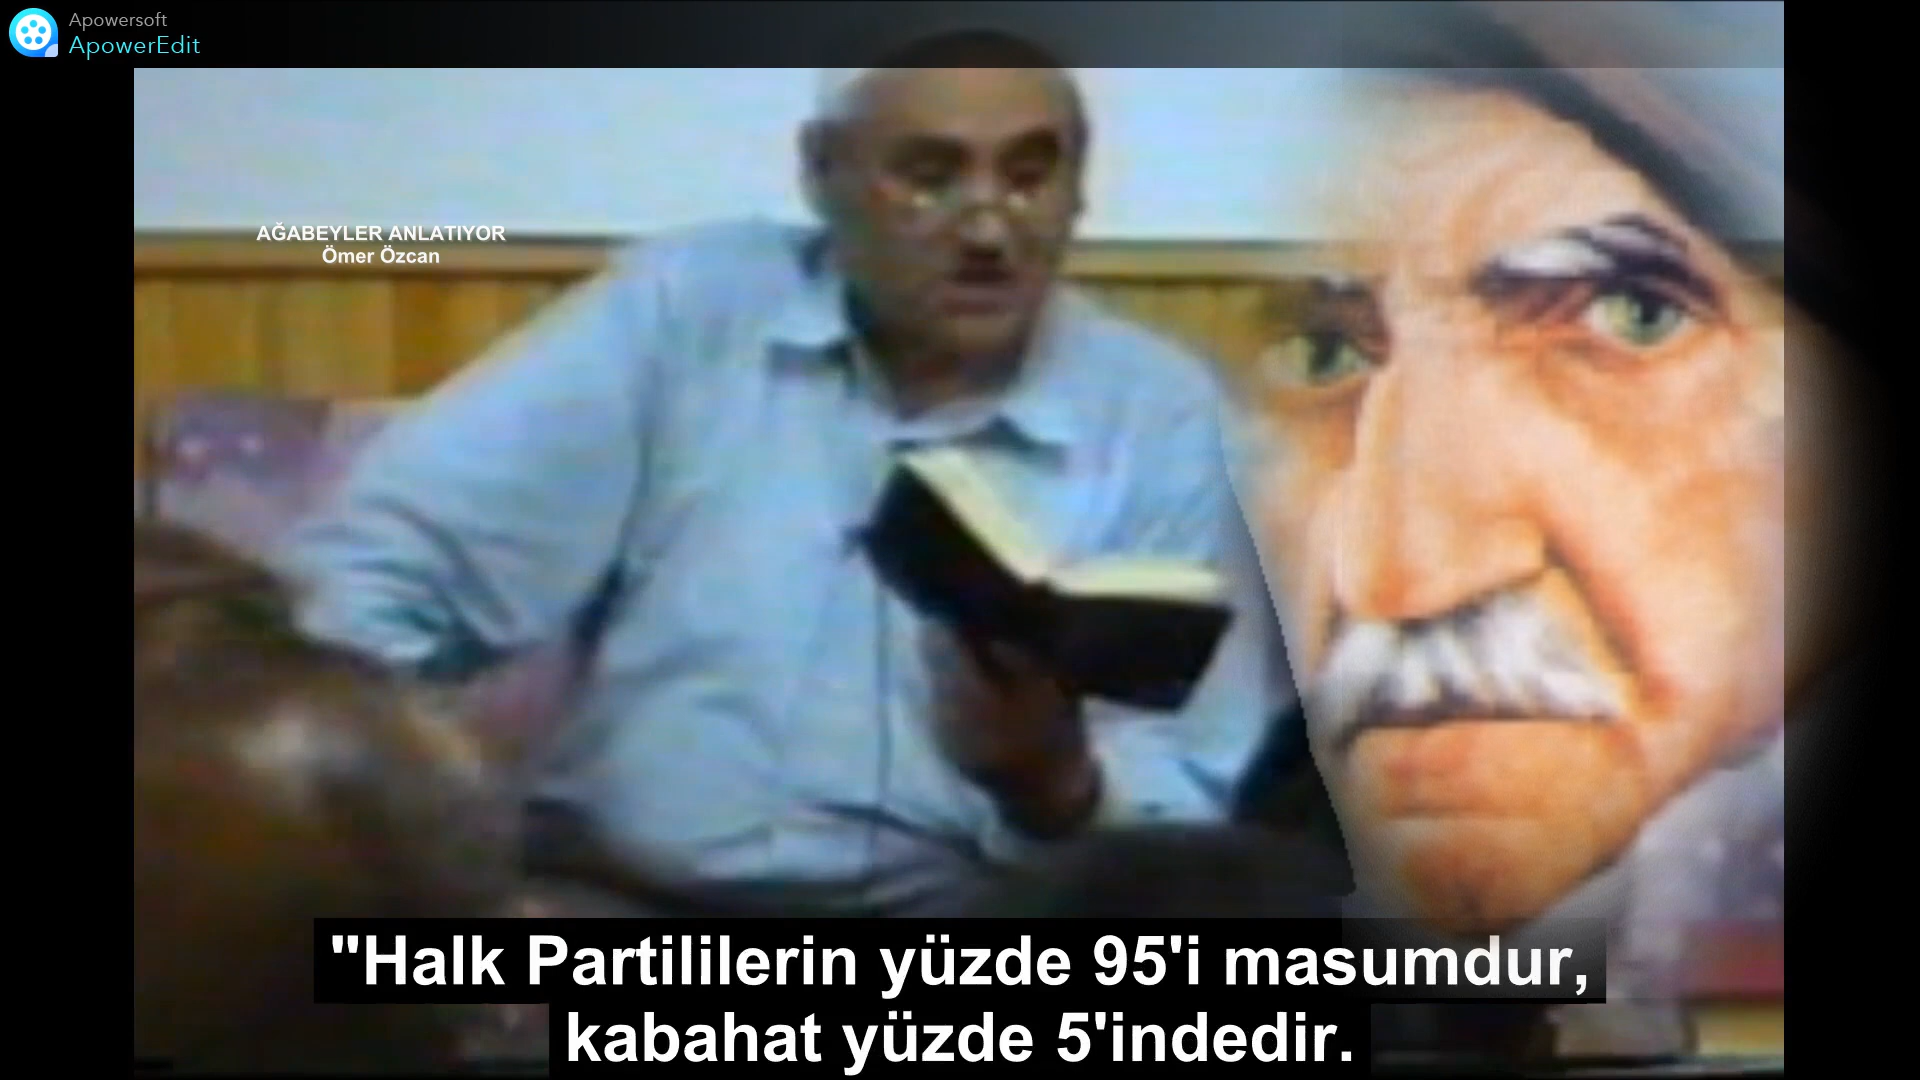 Apowersoft
ApowerEdit
AĞABEYLER ANLATIYOR
Ömer Özcan
"Halk Partililerin yüzde 95'i masumdur,
kabahat yüzde 5'indedir.